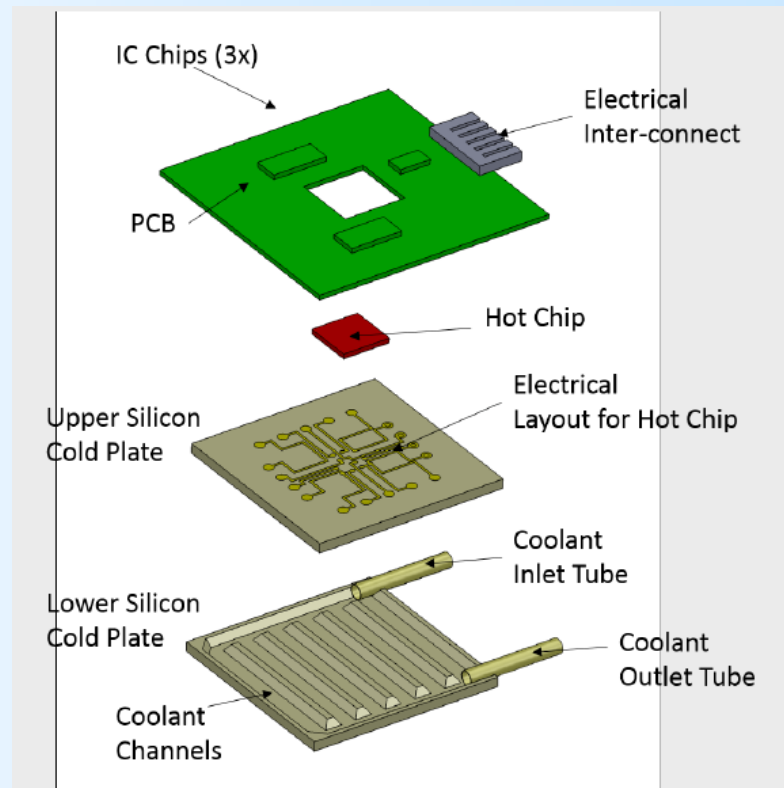 IC Chips (3x)
Electrical
Inter-connect
PCB
Hot Chip
Electrical
Layout for Hot Chip
Upper Silicon
Cold Plate
Coolant
Inlet Tube
Lower Silicon
Cold Plate
Coolant
Outlet Tube
Coolant
Channels